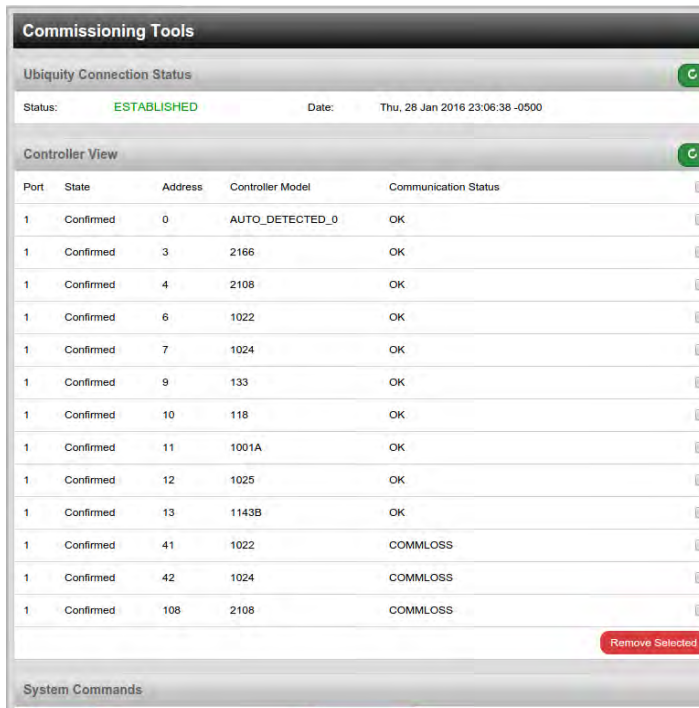 Commissioning Tools
Ubiquity Connection Status
Status: ESTABLISHED Date: Thu, 28 Jan 2016 23:06:38 -0500
Controller View
Port State Address Controller Model Communication Status
1 Confirmed 0 AUTO_DETECTED_0 OK
1 Confirmed 3 2166 OK
1 Confirmed 4 2108 OK
1 Confirmed 6 1022 OK
1 Confirmed 7 1024 OK
1 Confirmed 9 133 OK
1 Confirmed 10 118 OK
1 Confirmed 11 1001A OK
1 Confirmed 12 1025 OK
1 Confirmed 13 1143B OK
1 Confirmed 41 1022 COMMLOSS
1 Confirmed 42 1024 COMMLOSS
1 Confirmed 108 2108 COMMLOSS
Remove Selected
System Commands